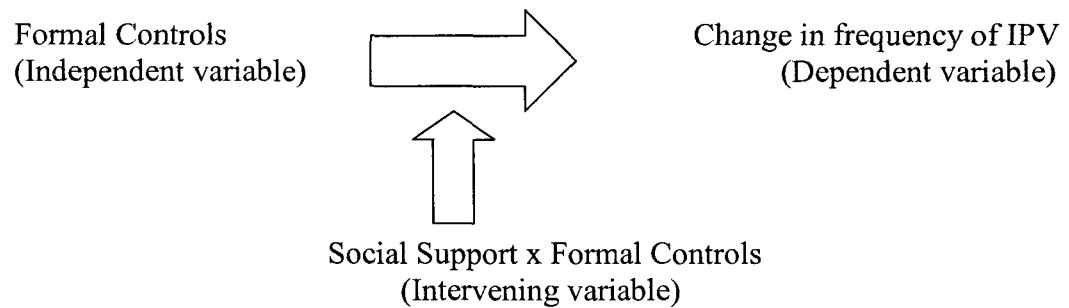 Formal Controls
(Independent variable)
Change in frequency of IPV
(Dependent variable)
Social Support x Formal Controls
(Intervening variable)